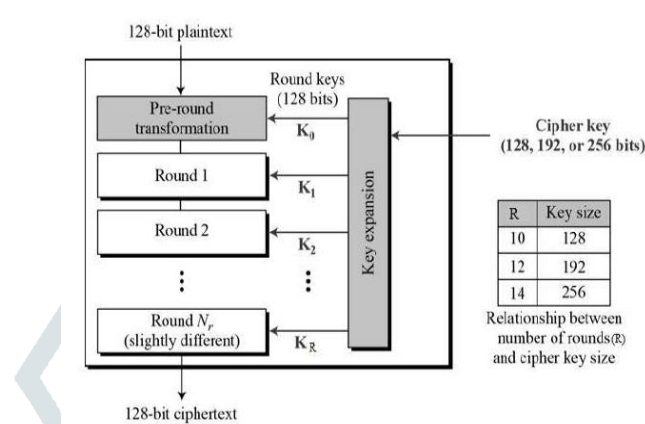 128-bit plaintext
Round keys
(128 bits)
Pre-round
transformation
K0
Cipher key
(128, 192, or 256 bits)
Round 1
K1
Key expansion
Round 2
K2
R Key size
10 128
12 192
14 256
Round Nr
(slightly different)
KR
Relationship between
number of rounds(R)
and cipher key size
128-bit ciphertext